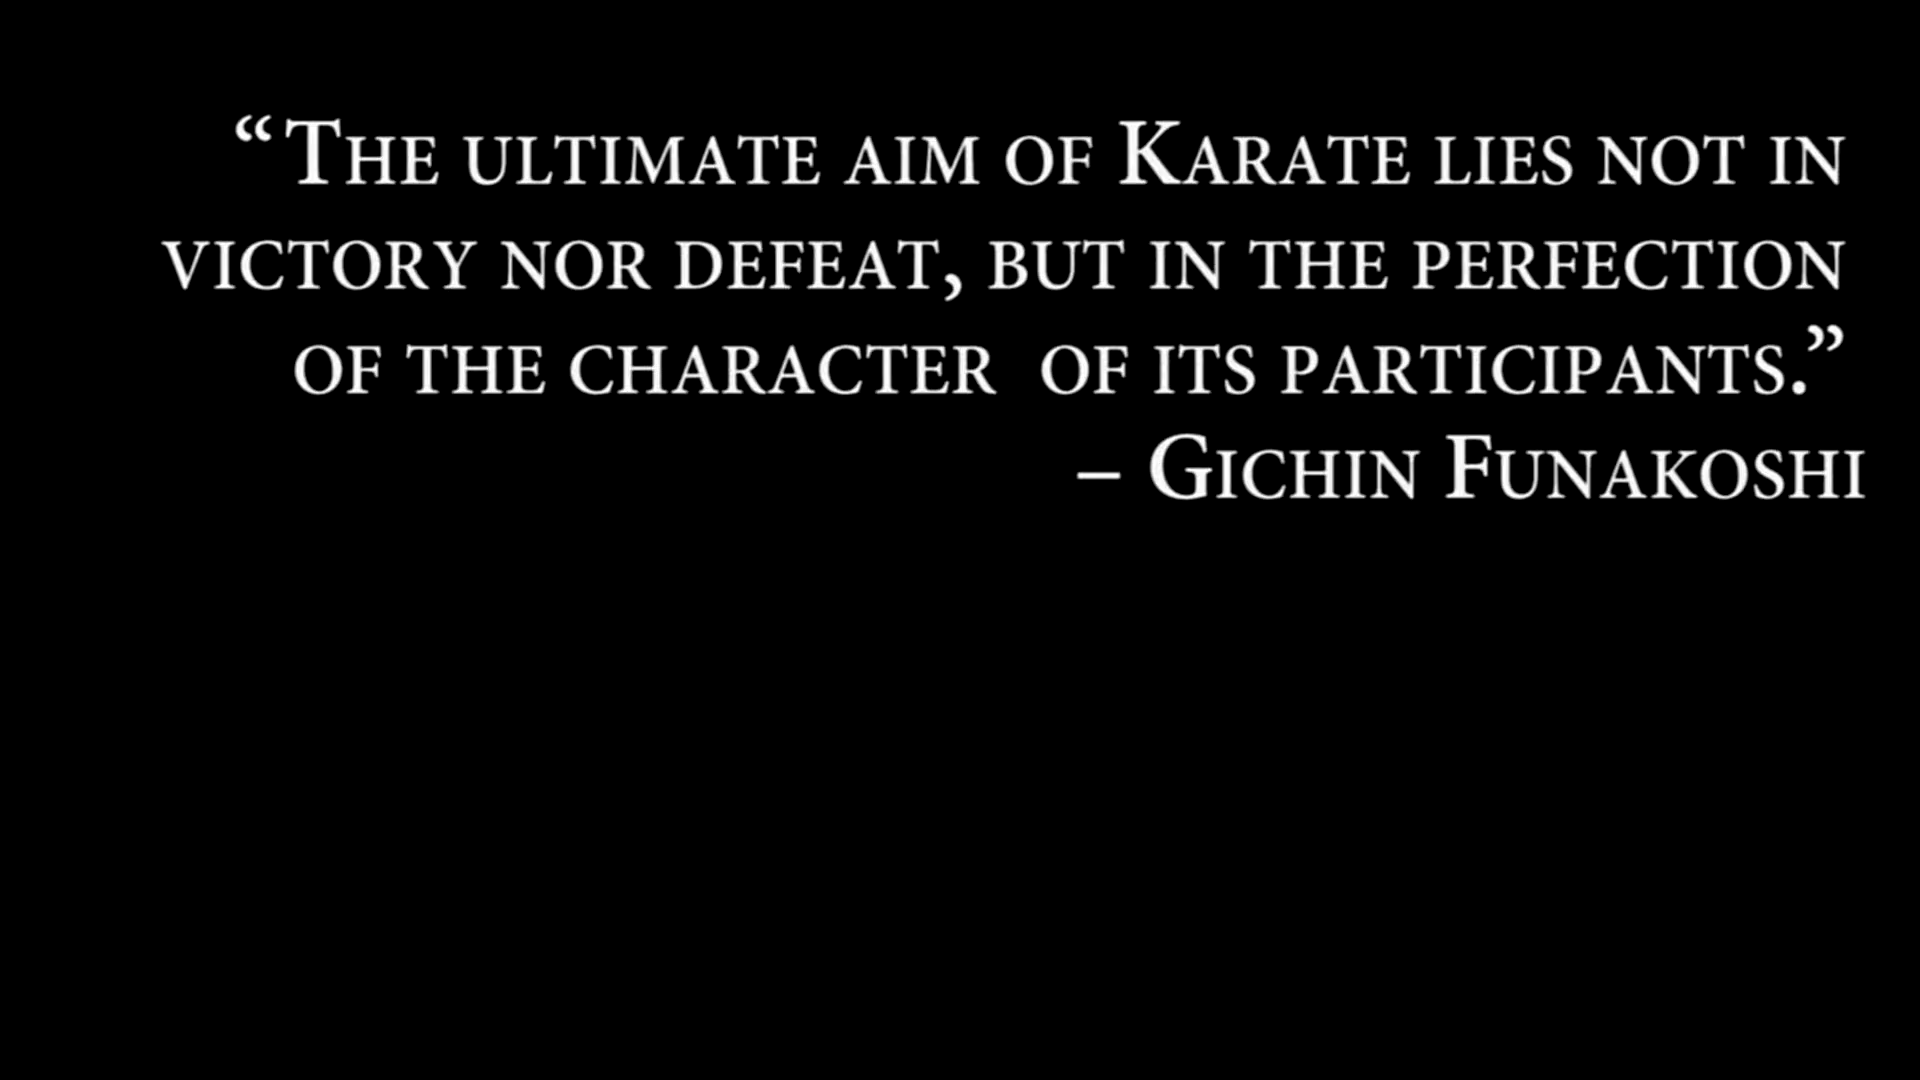 “The ultimate aim of Karate lies not in
victory nor defeat, but in the perfection
of the character  of its participants.”
– Gichin Funakoshi